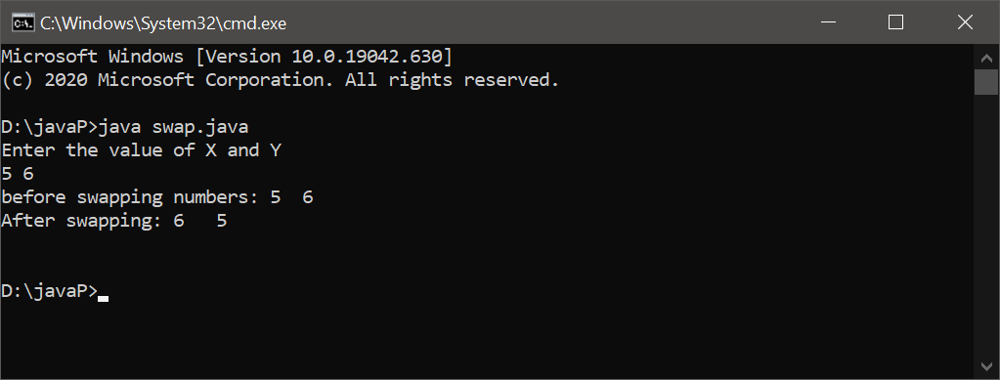 C:\Windows\System32\cmd.exe
Microsoft Windows [Version 10.0.19042.630]
(c) 2020 Microsoft Corporation. All rights reserved.
D:\javaP>java swap.java
Enter the value of X and Y
5 6
before swapping numbers: 5  6
After swapping: 6   5
D:\javaP>